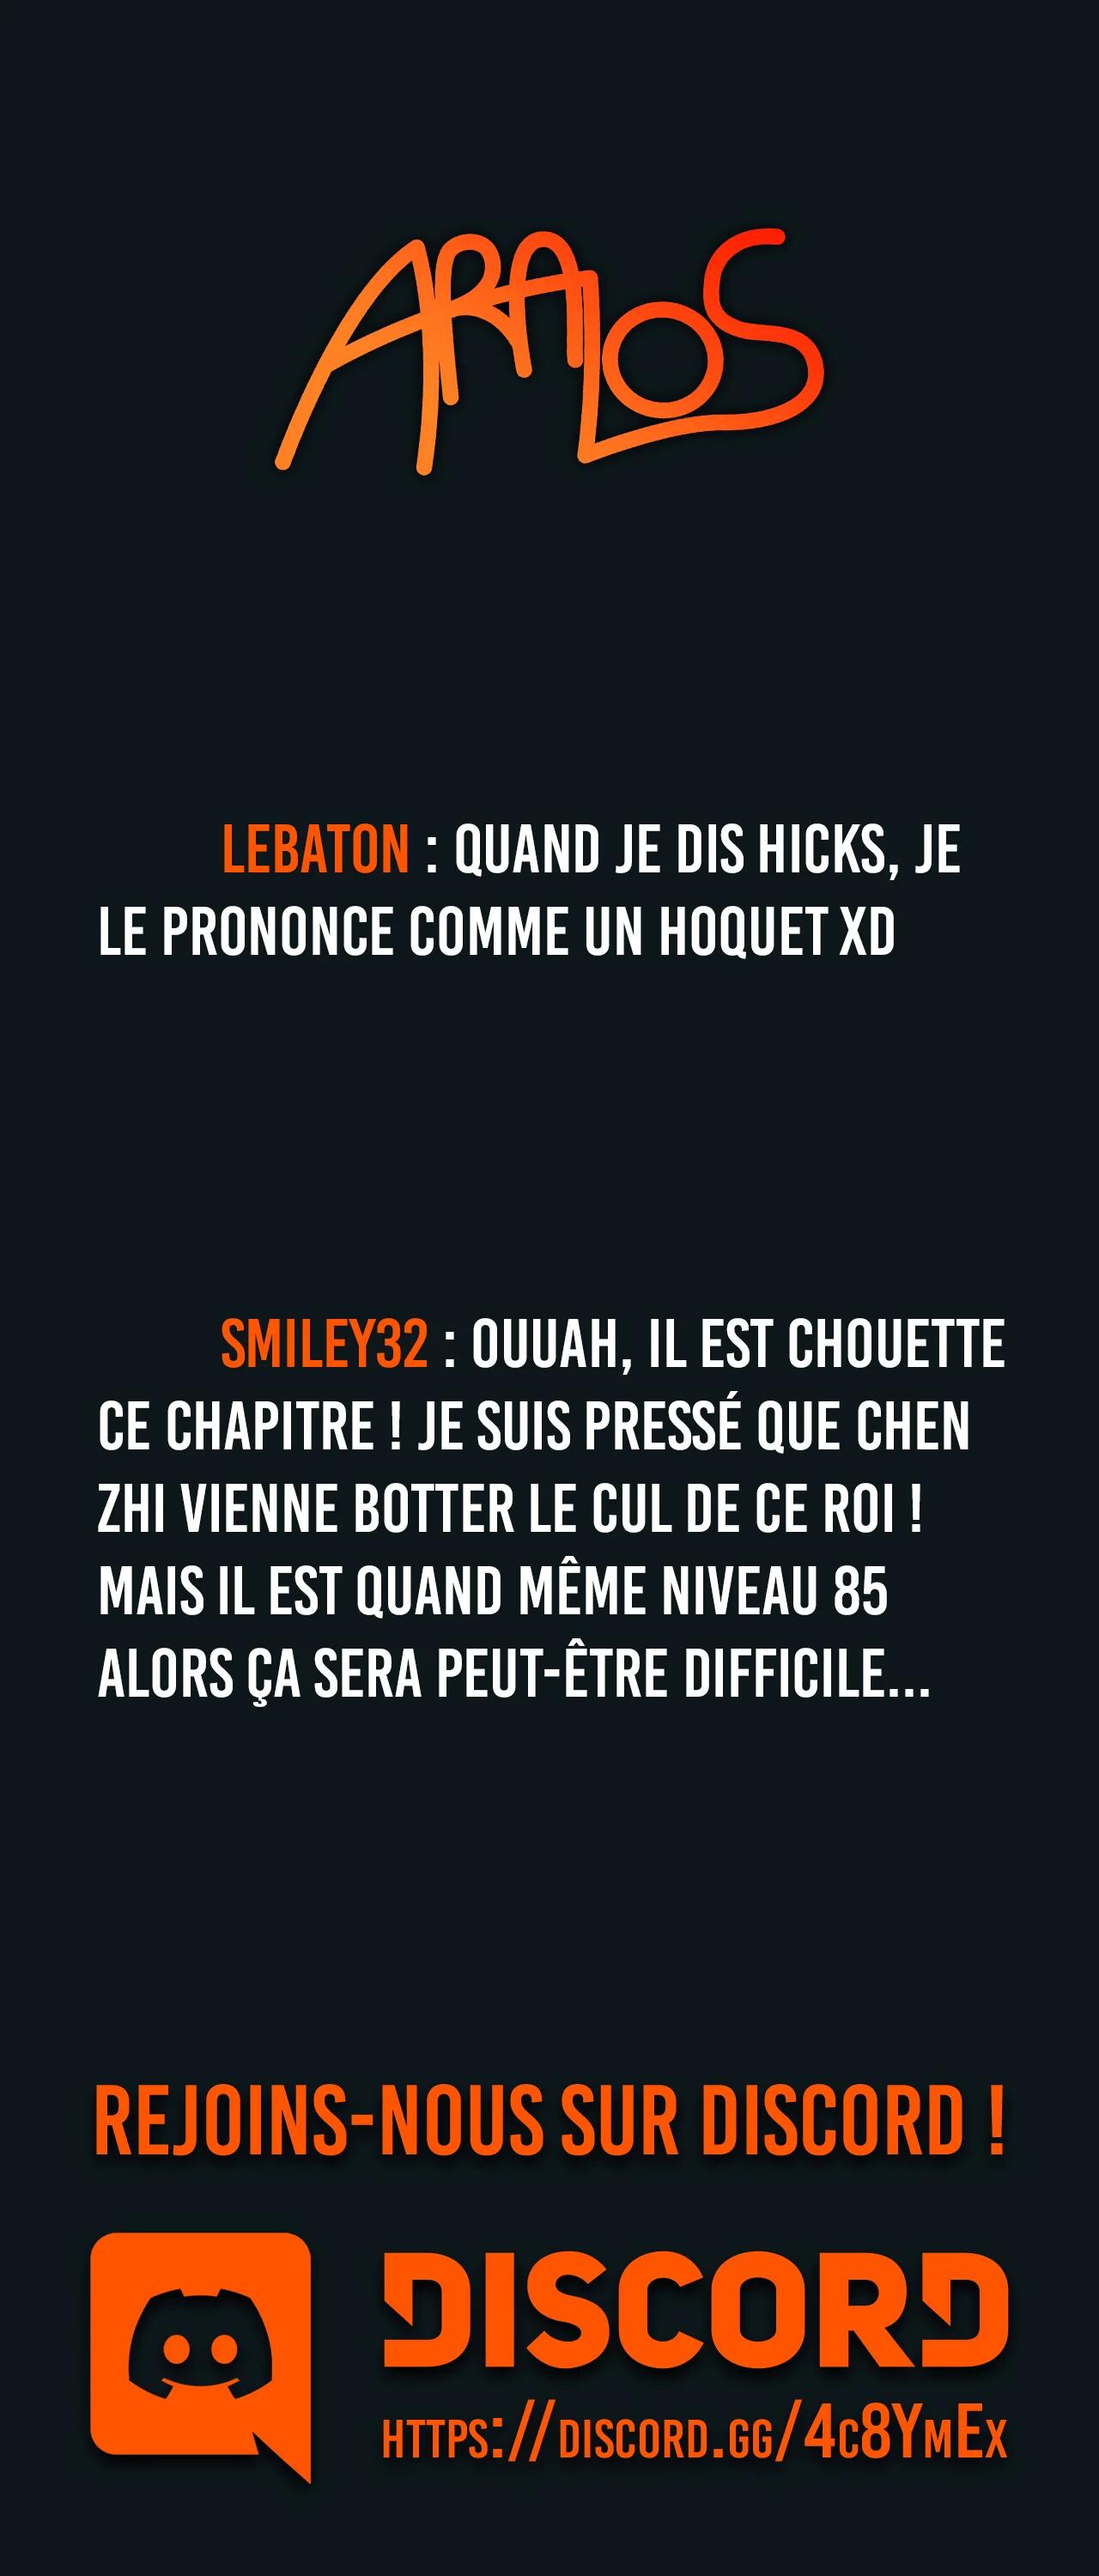 ARALOS
LEBATON : QUAND JE DIS HICKS, JE
LE PRONONCE COMME UN HOQUET XD
SMILEY32 : OUUAH, IL EST CHOUETTE
CE CHAPITRE ! JE SUIS PRESSÉ QUE CHEN
ZHI VIENNE BOTTER LE CUL DE CE ROI !
MAIS IL EST QUAND MÊME NIVEAU 85
ALORS ÇA SERA PEUT-ÊTRE DIFFICILE...
REJOINS-NOUS SUR DISCORD !
DISCORD
https://discord.gg/4c8YmEx